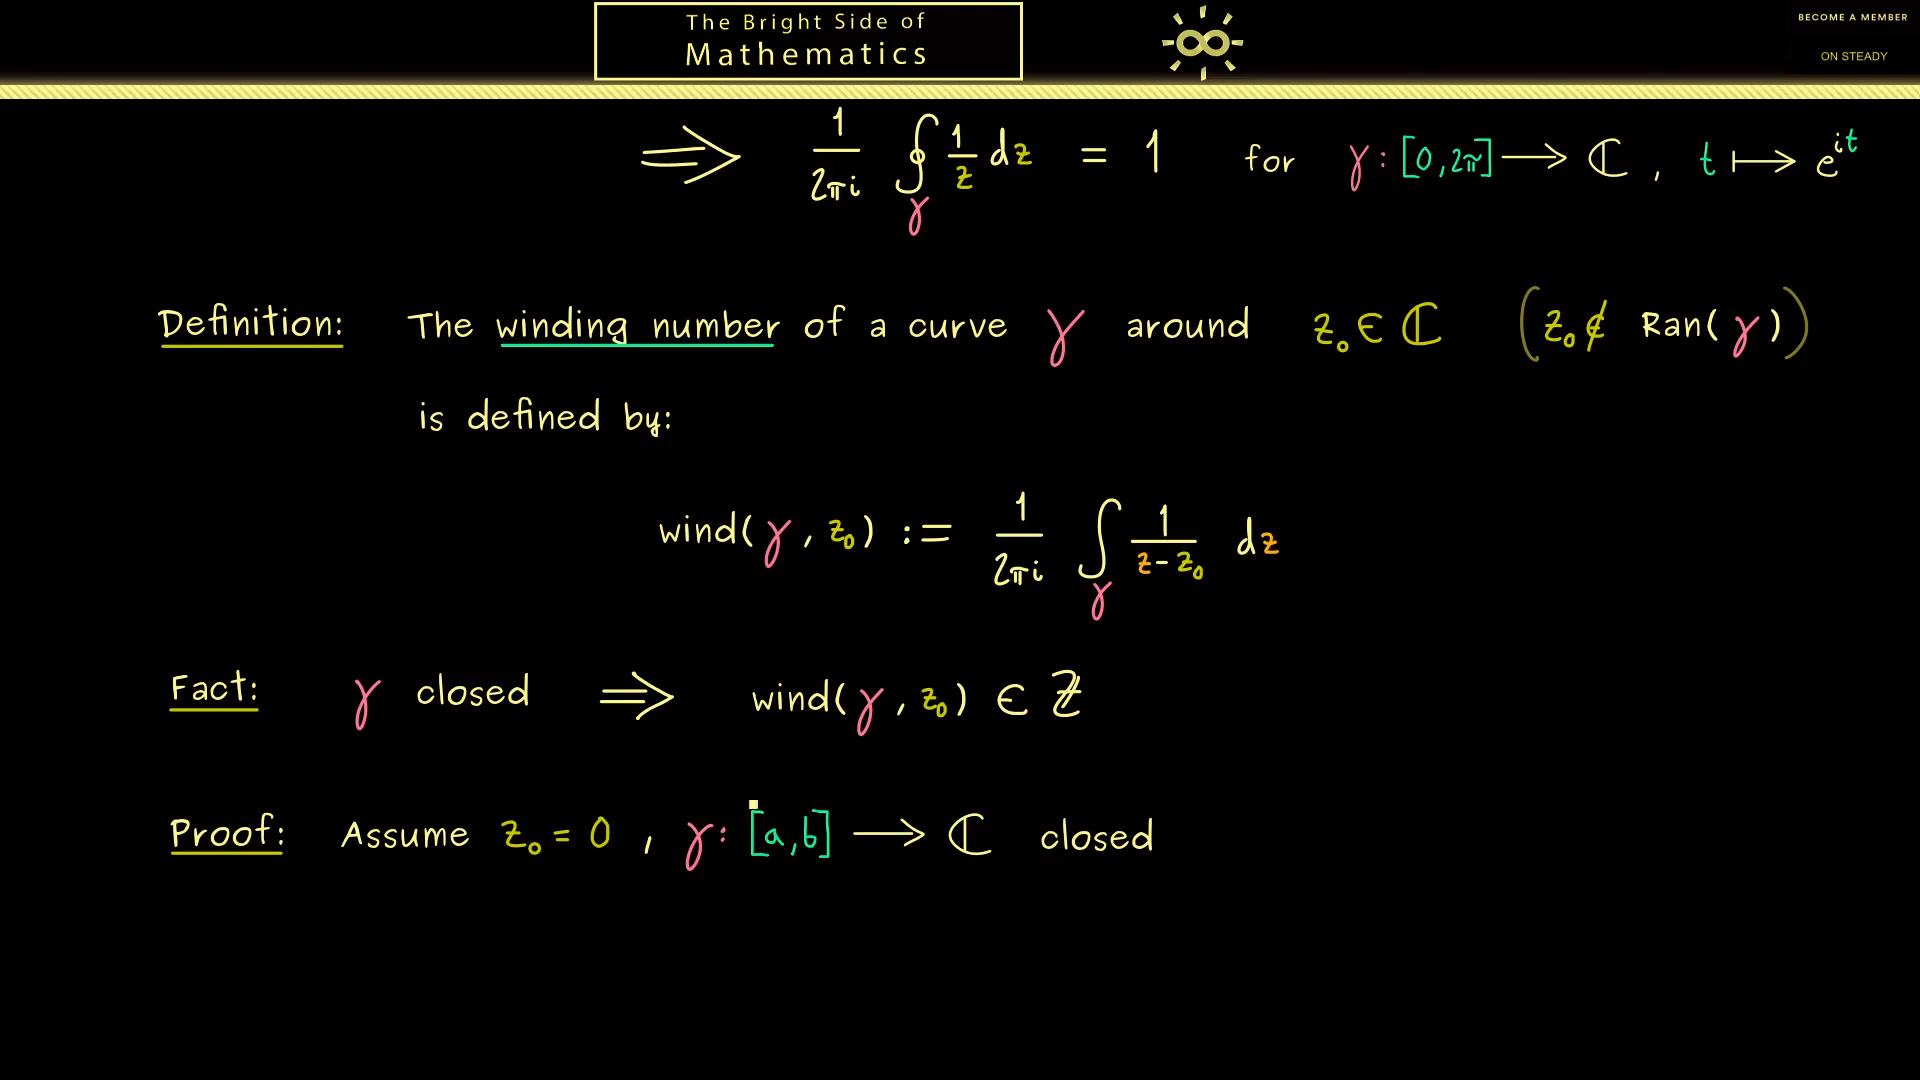 The Bright Side of
Mathematics
BECOME A MEMBER
ON STEADY
⟹ 1/(2πi) ∮_γ 1/z dz = 1 for γ: [0, 2π] ⟶ ℂ , t ⟼ e^{it}
Definition: The winding number of a curve γ around z₀ ∈ ℂ (z₀ ∉ Ran(γ))
is defined by:
wind(γ, z₀) := 1/(2πi) ∫_γ 1/(z - z₀) dz
Fact: γ closed ⟹ wind(γ, z₀) ∈ ℤ
Proof: Assume z₀ = 0 , γ: [a, b] ⟶ ℂ closed